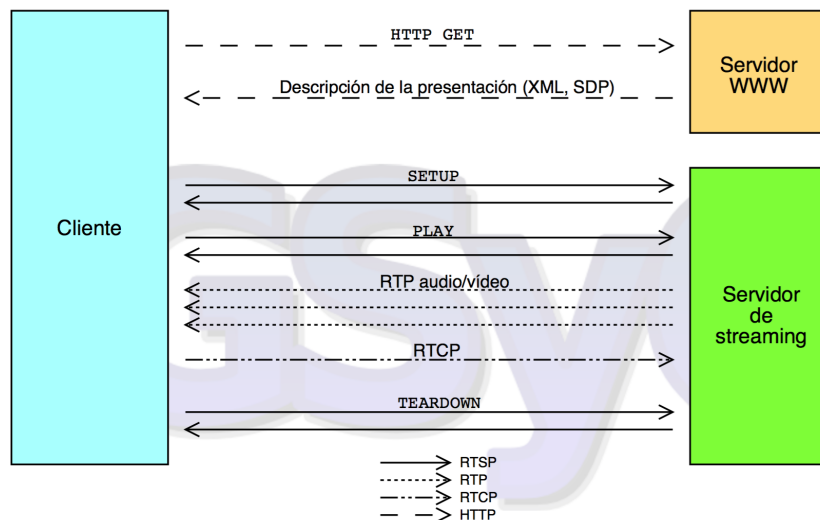 HTTP GET
Servidor
WWW
Descripción de la presentación (XML, SDP)
SETUP
Cliente
PLAY
RTP audio/vídeo
Servidor
de
streaming
RTCP
TEARDOWN
RTSP
RTP
RTCP
HTTP
GSyC